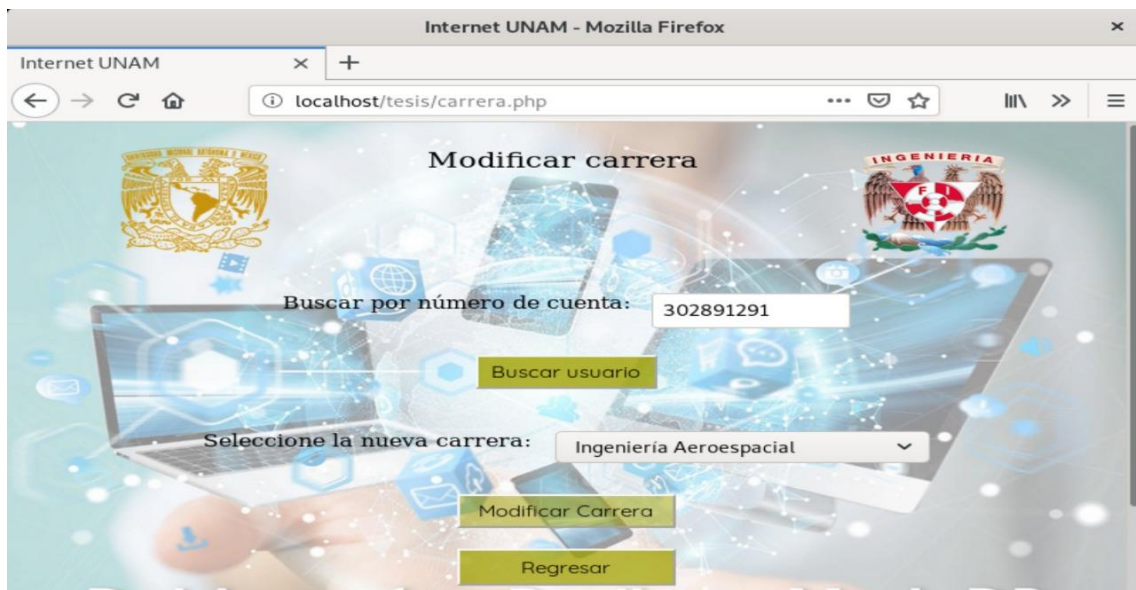 Internet UNAM - Mozilla Firefox
Internet UNAM
localhost/tesis/carrera.php
Modificar carrera
INGENIERIA
Buscar por número de cuenta: 302891291
Buscar usuario
Seleccione la nueva carrera: Ingeniería Aeroespacial
Modificar Carrera
Regresar